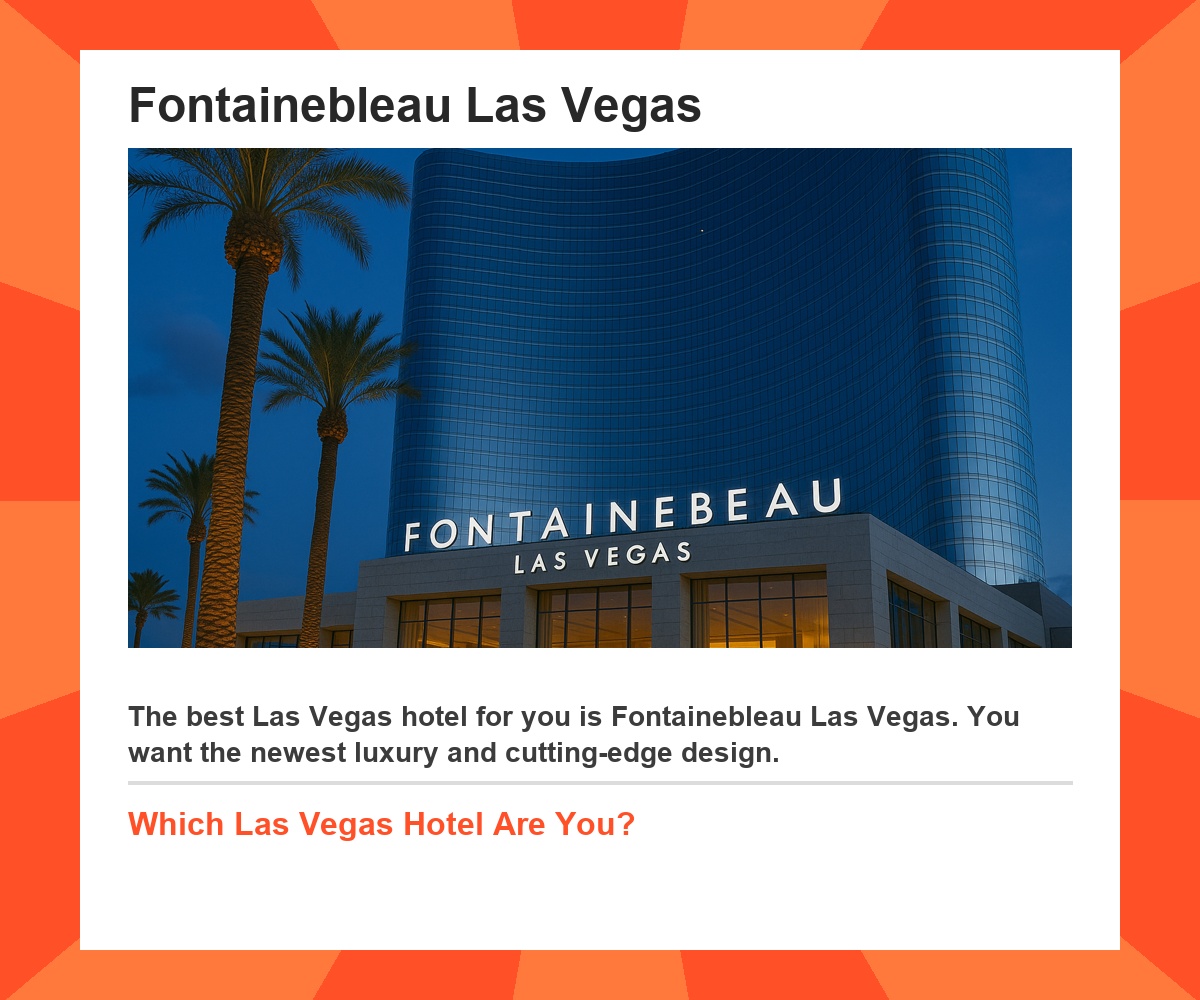 Fontainebleau Las Vegas
FONTAINEBEAU
LAS VEGAS
The best Las Vegas hotel for you is Fontainebleau Las Vegas. You
want the newest luxury and cutting-edge design.
Which Las Vegas Hotel Are You?